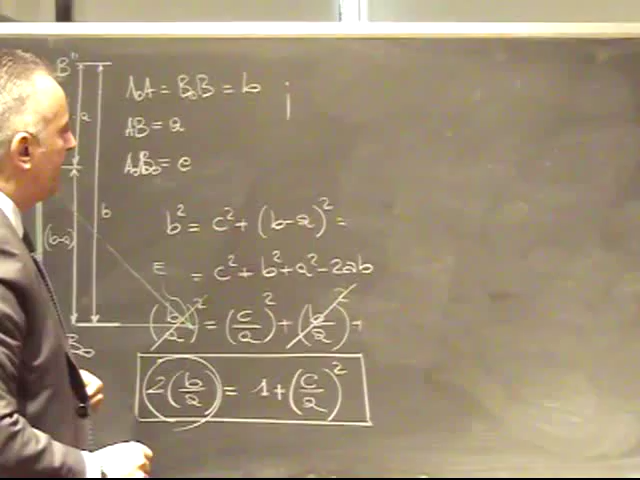 B"
a
b
(b-a)
B₀
A₀A = B₀B = b
AB = a
A₀B₀ = c
b² = c² + (b-a)² =
E = c² + b² + a² - 2ab
(b/a)² = (c/a)² + (b/a)² +
2(b/a) = 1 + (c/a)²